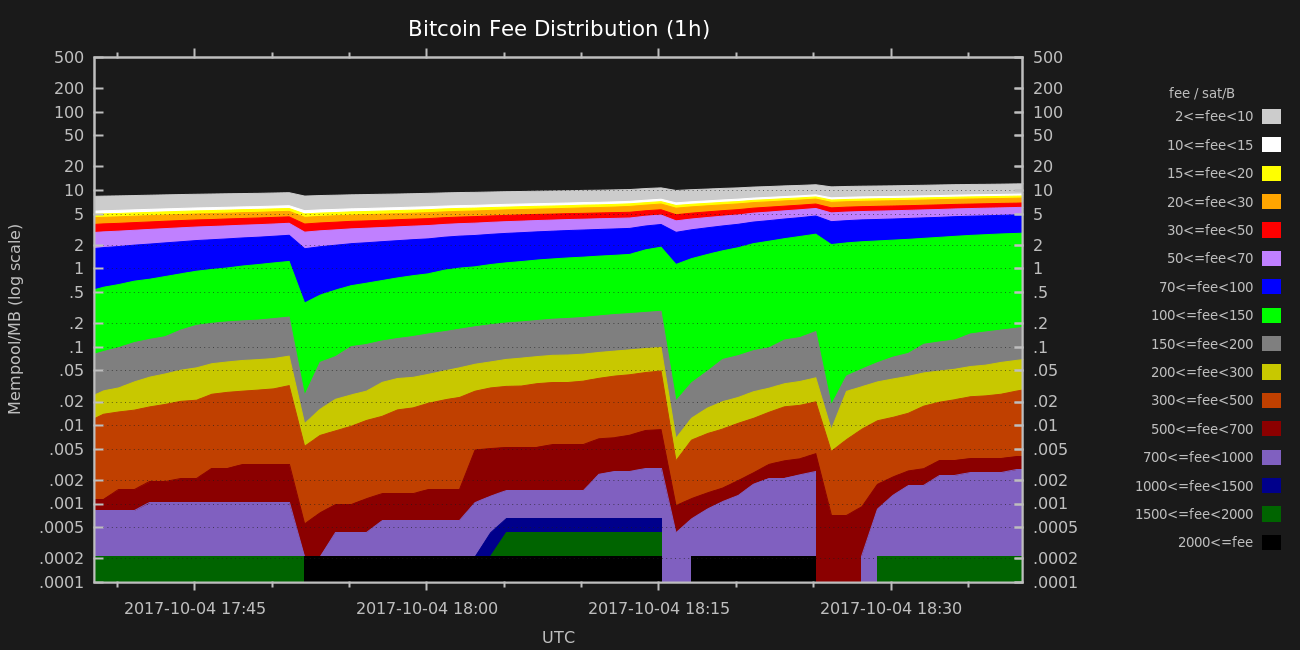 Bitcoin Fee Distribution (1h)
500
200
100
50
20
10
5
2
1
.5
.2
.1
.05
.02
.01
.005
.002
.001
.0005
.0002
.0001
Mempool/MB (log scale)
500
200
100
50
20
10
5
2
1
.5
.2
.1
.05
.02
.01
.005
.002
.001
.0005
.0002
.0001
2017-10-04 17:45
2017-10-04 18:00
2017-10-04 18:15
2017-10-04 18:30
UTC
fee / sat/B
2<=fee<10
10<=fee<15
15<=fee<20
20<=fee<30
30<=fee<50
50<=fee<70
70<=fee<100
100<=fee<150
150<=fee<200
200<=fee<300
300<=fee<500
500<=fee<700
700<=fee<1000
1000<=fee<1500
1500<=fee<2000
2000<=fee